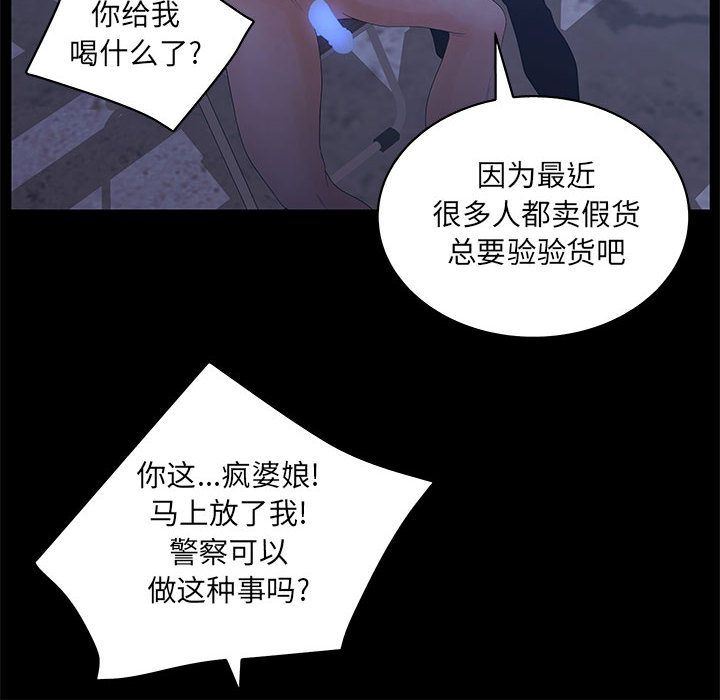 你给我
喝什么了?
因为最近
很多人都卖假货
总要验验货吧
你这...疯婆娘!
马上放了我!
警察可以
做这种事吗?